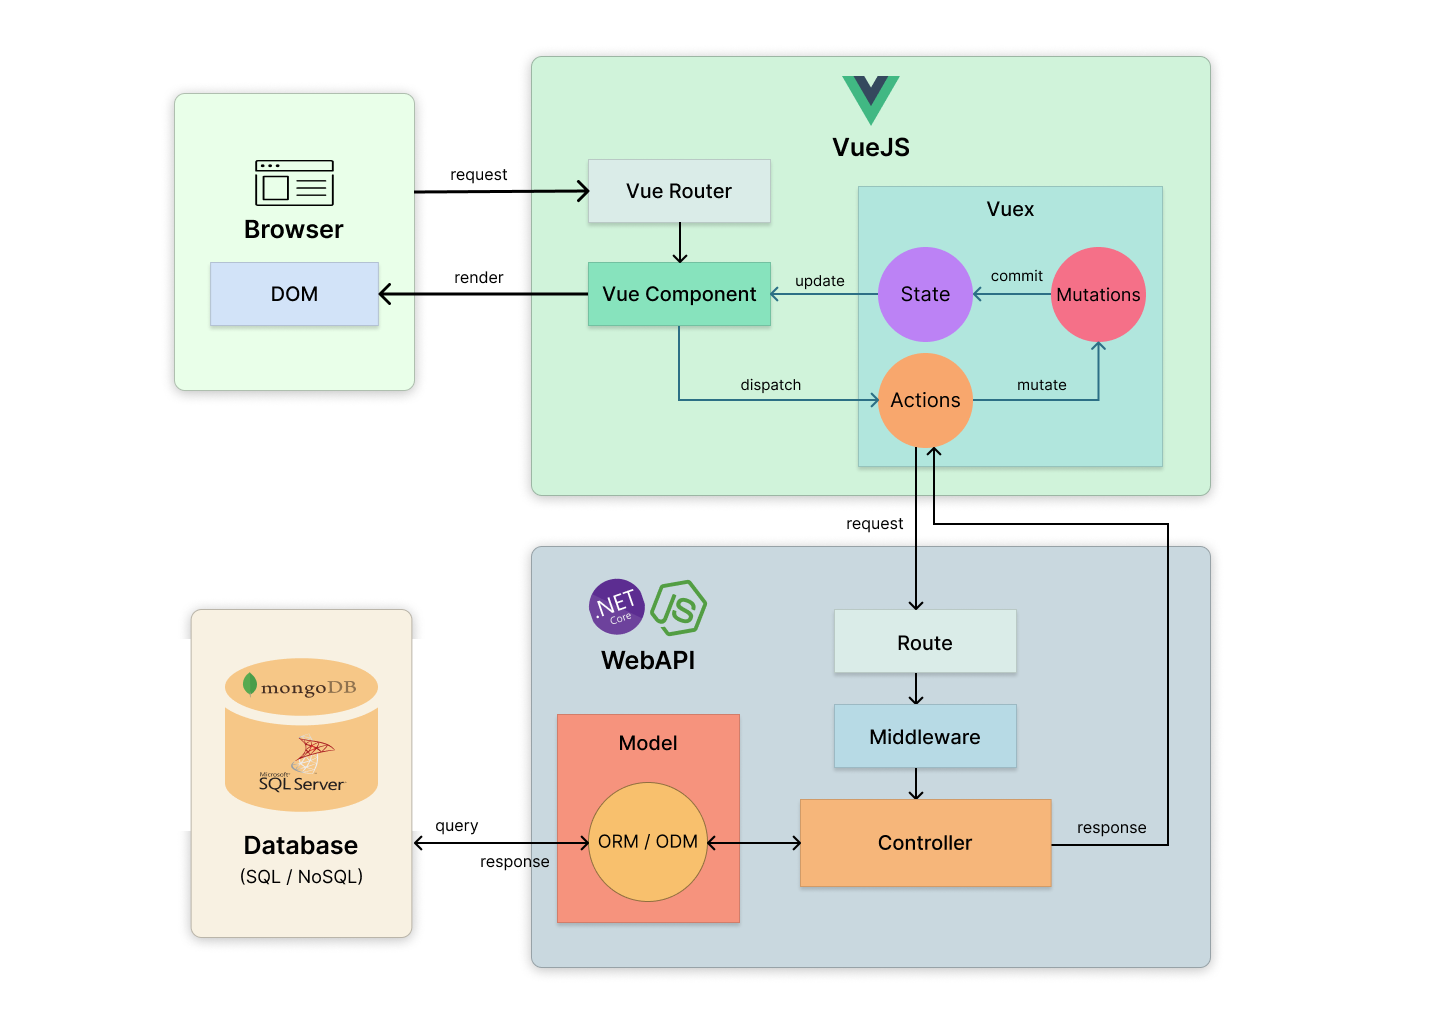 VueJS
Browser
DOM
request
render
Vue Router
Vue Component
update
dispatch
Vuex
State
commit
Mutations
Actions
mutate
request
.NET
Core
JS
WebAPI
Route
Middleware
Controller
response
Model
ORM / ODM
query
response
mongoDB
Microsoft
SQL Server
Database
(SQL / NoSQL)